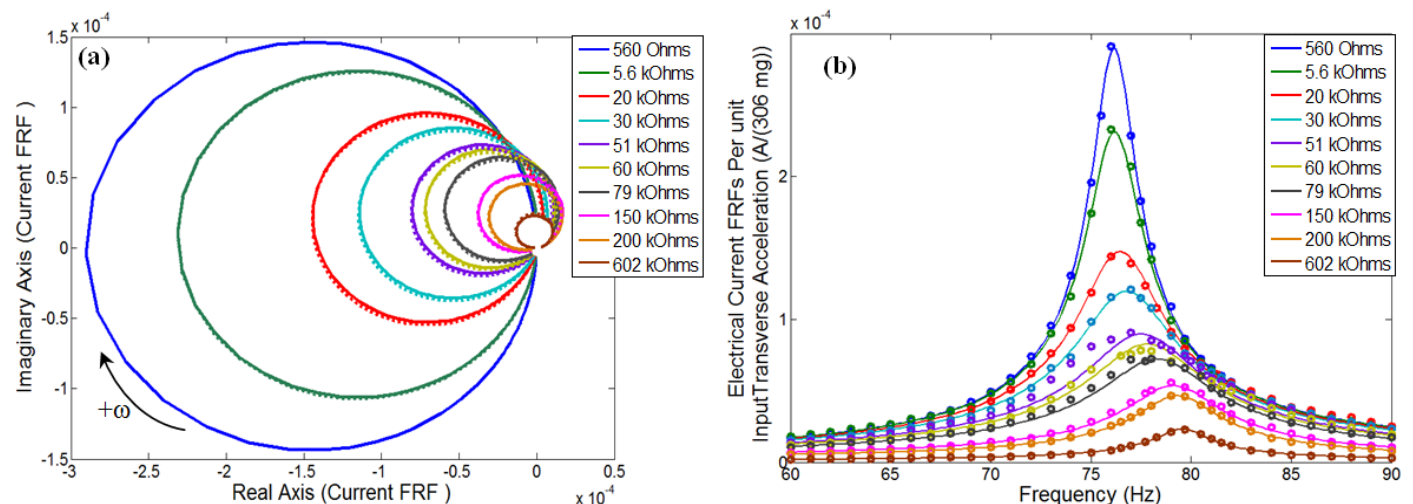 x 10⁻⁴
(a)
1.5
1
0.5
0
-0.5
-1
-1.5
Imaginary Axis (Current FRF )
+ω
-3
-2.5
-2
-1.5
-1
-0.5
0
0.5
Real Axis (Current FRF )
x 10⁻⁴
560 Ohms
5.6 kOhms
20 kOhms
30 kOhms
51 kOhms
60 kOhms
79 kOhms
150 kOhms
200 kOhms
602 kOhms
x 10⁻⁴
(b)
Electrical Current FRFs Per unit
Input Transverse Acceleration (A/(306 mg))
2
1
0
60
65
70
75
80
85
90
Frequency (Hz)
560 Ohms
5.6 kOhms
20 kOhms
30 kOhms
51 kOhms
60 kOhms
79 kOhms
150 kOhms
200 kOhms
602 kOhms